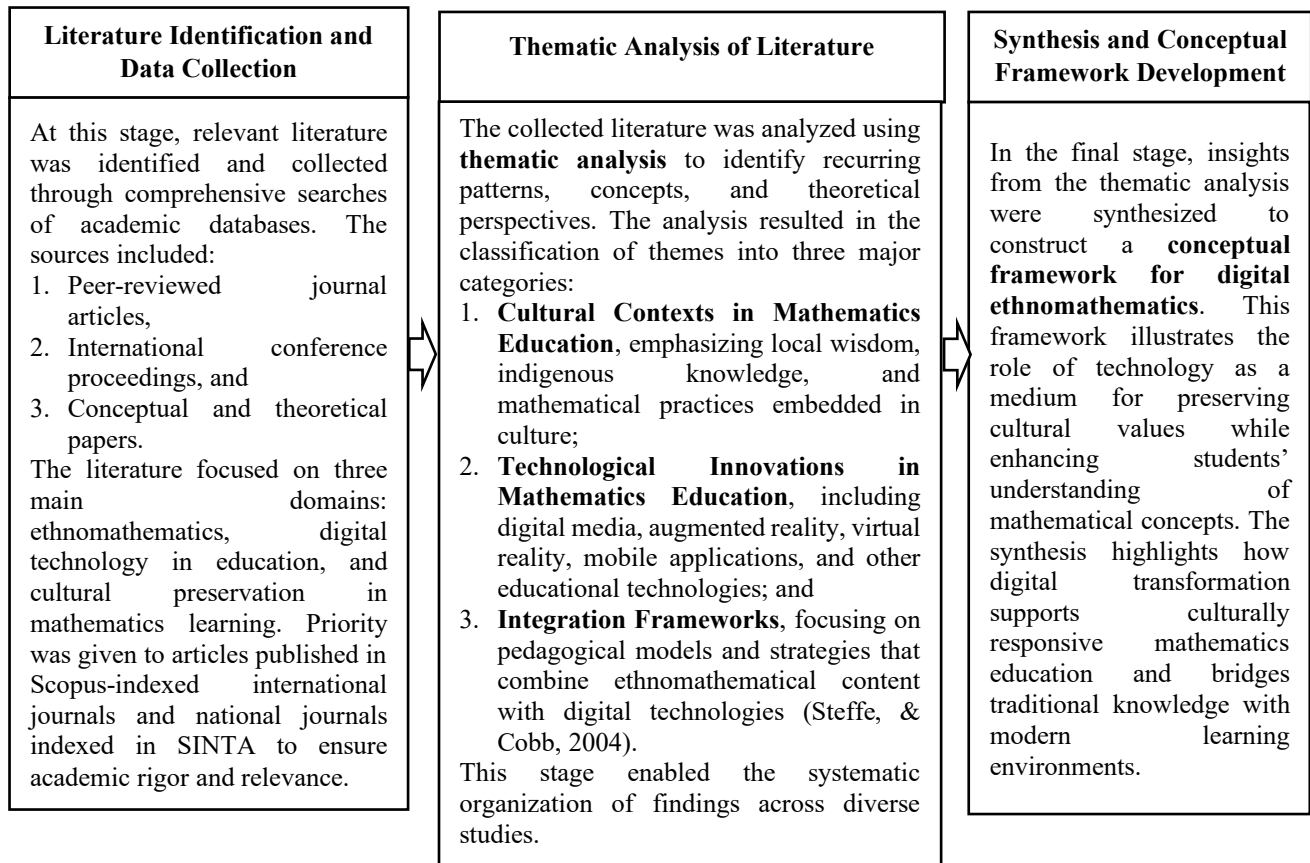 Literature Identification and
Data Collection
At this stage, relevant literature
was identified and collected
through comprehensive searches
of academic databases. The
sources included:
1. Peer-reviewed journal
articles,
2. International conference
proceedings, and
3. Conceptual and theoretical
papers.
The literature focused on three
main domains:
ethnomathematics, digital
technology in education, and
cultural preservation in
mathematics learning. Priority
was given to articles published in
Scopus-indexed international
journals and national journals
indexed in SINTA to ensure
academic rigor and relevance.
Thematic Analysis of Literature
The collected literature was analyzed using
thematic analysis to identify recurring
patterns, concepts, and theoretical
perspectives. The analysis resulted in the
classification of themes into three major
categories:
1. Cultural Contexts in Mathematics
Education, emphasizing local wisdom,
indigenous knowledge, and
mathematical practices embedded in
culture;
2. Technological Innovations in
Mathematics Education, including
digital media, augmented reality, virtual
reality, mobile applications, and other
educational technologies; and
3. Integration Frameworks, focusing on
pedagogical models and strategies that
combine ethnomathematical content
with digital technologies (Steffe, &
Cobb, 2004).
This stage enabled the systematic
organization of findings across diverse
studies.
Synthesis and Conceptual
Framework Development
In the final stage, insights
from the thematic analysis
were synthesized to
construct a conceptual
framework for digital
ethnomathematics. This
framework illustrates the
role of technology as a
medium for preserving
cultural values while
enhancing students’
understanding of
mathematical concepts. The
synthesis highlights how
digital transformation
supports culturally
responsive mathematics
education and bridges
traditional knowledge with
modern learning
environments.